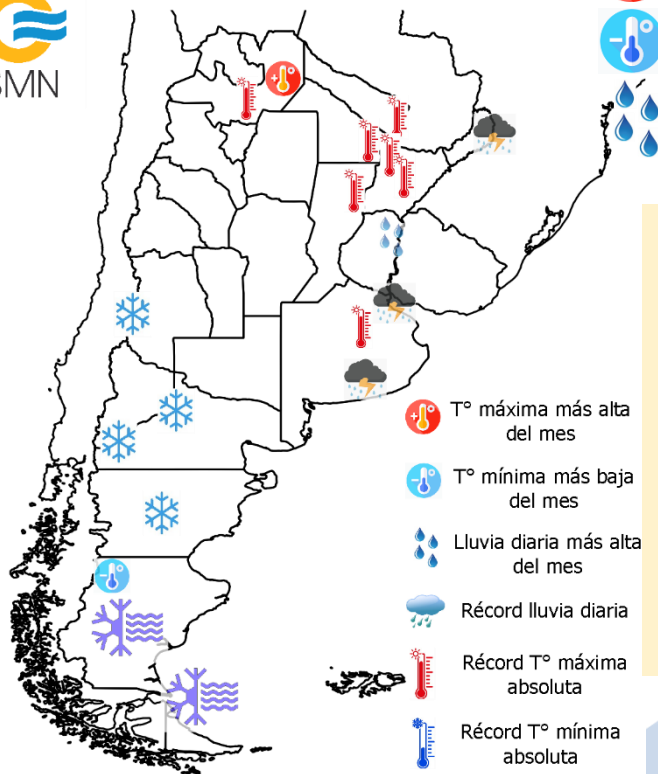 SMN
T° máxima más alta
del mes
T° mínima más baja
del mes
Lluvia diaria más alta
del mes
Récord lluvia diaria
Récord T° máxima
absoluta
Récord T° mínima
absoluta